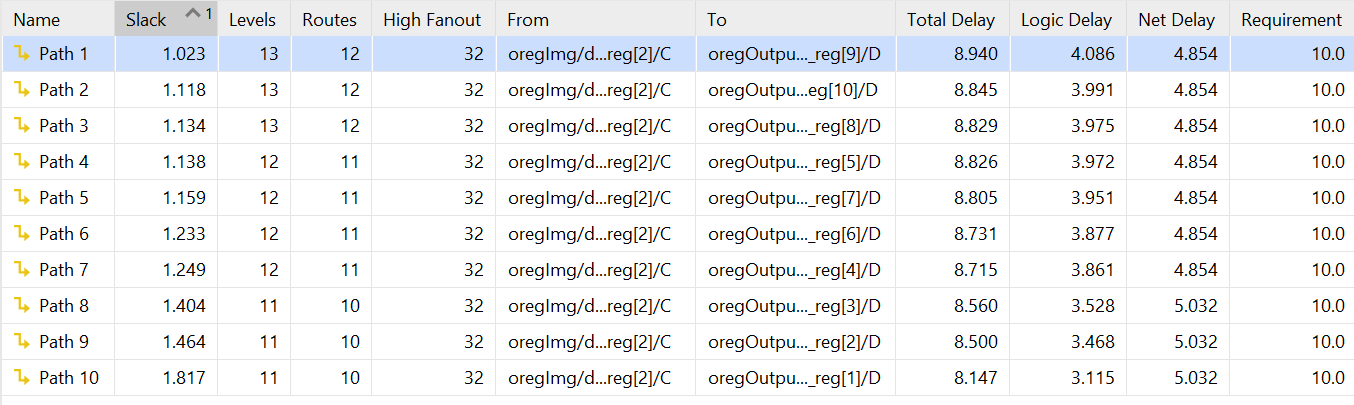 Name Slack 1 Levels Routes High Fanout From To Total Delay Logic Delay Net Delay Requirement
Path 1 1.023 13 12 32 oregImg/d...reg[2]/C oregOutpu..._reg[9]/D 8.940 4.086 4.854 10.0
Path 2 1.118 13 12 32 oregImg/d...reg[2]/C oregOutpu...eg[10]/D 8.845 3.991 4.854 10.0
Path 3 1.134 13 12 32 oregImg/d...reg[2]/C oregOutpu..._reg[8]/D 8.829 3.975 4.854 10.0
Path 4 1.138 12 11 32 oregImg/d...reg[2]/C oregOutpu..._reg[5]/D 8.826 3.972 4.854 10.0
Path 5 1.159 12 11 32 oregImg/d...reg[2]/C oregOutpu..._reg[7]/D 8.805 3.951 4.854 10.0
Path 6 1.233 12 11 32 oregImg/d...reg[2]/C oregOutpu..._reg[6]/D 8.731 3.877 4.854 10.0
Path 7 1.249 12 11 32 oregImg/d...reg[2]/C oregOutpu..._reg[4]/D 8.715 3.861 4.854 10.0
Path 8 1.404 11 10 32 oregImg/d...reg[2]/C oregOutpu..._reg[3]/D 8.560 3.528 5.032 10.0
Path 9 1.464 11 10 32 oregImg/d...reg[2]/C oregOutpu..._reg[2]/D 8.500 3.468 5.032 10.0
Path 10 1.817 11 10 32 oregImg/d...reg[2]/C oregOutpu..._reg[1]/D 8.147 3.115 5.032 10.0